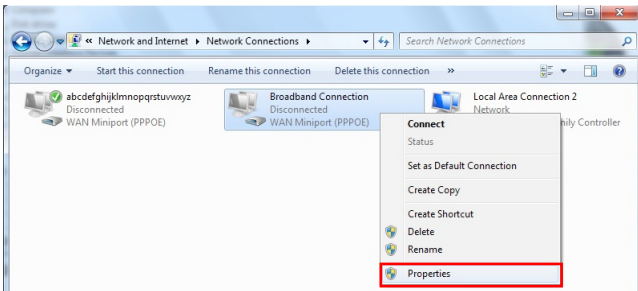 « Network and Internet ▸ Network Connections ▸
Search Network Connections
Organize Start this connection Rename this connection Delete this connection »
abcdefghijklmnopqrstuvwxyz
Disconnected
WAN Miniport (PPPOE)
Broadband Connection
Disconnected
WAN Miniport (PPPOE)
Local Area Connection 2
Network
Controller
Connect
Status
Set as Default Connection
Create Copy
Create Shortcut
Delete
Rename
Properties